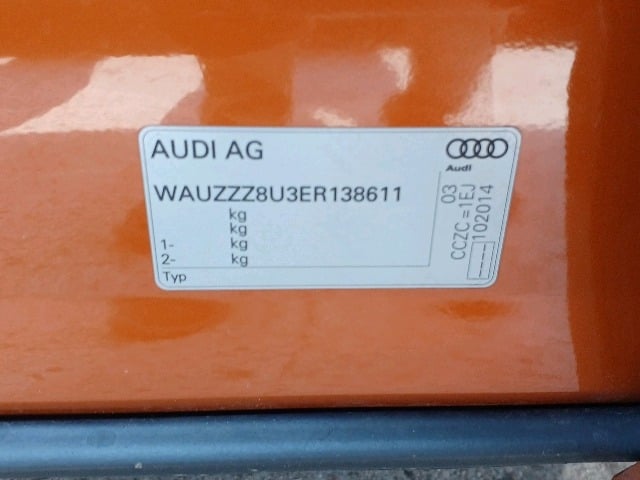 AUDI AG
Audi
WAUZZZ8U3ER138611
kg
kg
1- kg
2- kg
Typ
03
CCZC =1EJ
102014